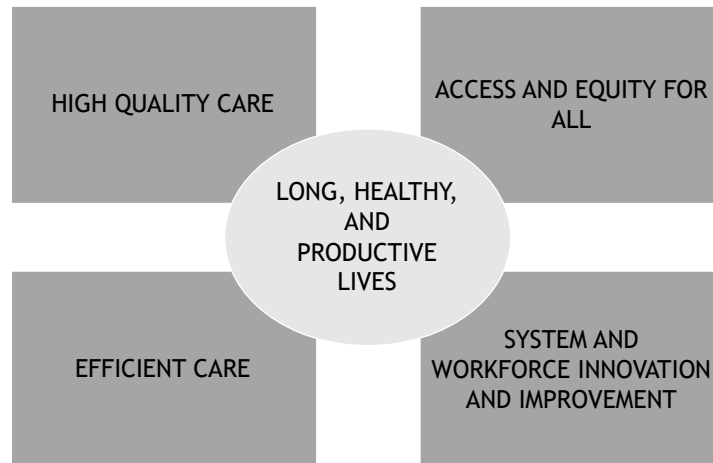 HIGH QUALITY CARE
ACCESS AND EQUITY FOR
ALL
LONG, HEALTHY,
AND
PRODUCTIVE
LIVES
EFFICIENT CARE
SYSTEM AND
WORKFORCE INNOVATION
AND IMPROVEMENT